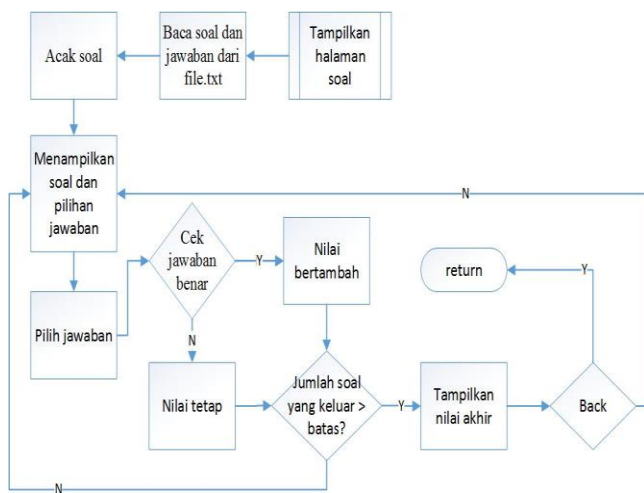 Tampilkan
halaman
soal
Baca soal dan
jawaban dari
file.txt
Acak soal
Menampilkan
soal dan
pilihan
jawaban
Pilih jawaban
Cek
jawaban
benar
Y
Nilai
bertambah
N
Nilai tetap
Jumlah soal
yang keluar >
batas?
Y
Tampilkan
nilai akhir
Back
Y
return
N
N